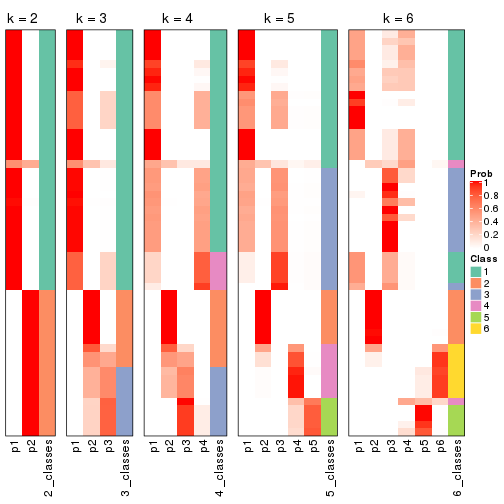 k = 2
k = 3
k = 4
k = 5
k = 6
Prob
1
0.8
0.6
0.4
0.2
0
Class
1
2
3
4
5
6
p1
p2
2_classes
p1
p2
p3
3_classes
p1
p2
p3
p4
4_classes
p1
p2
p3
p4
p5
5_classes
p1
p2
p3
p4
p5
p6
6_classes